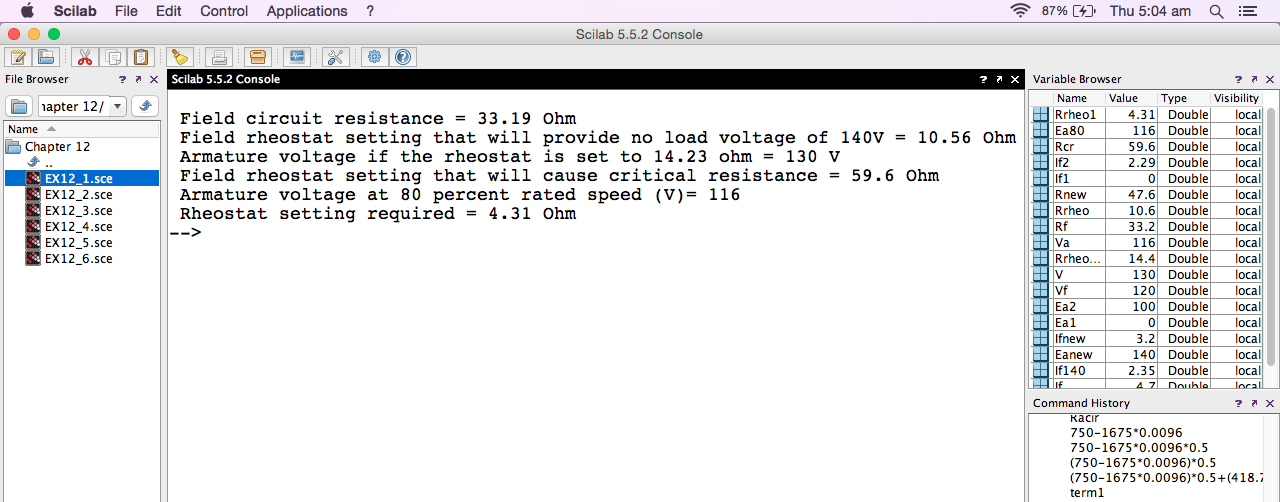 Scilab File Edit Control Applications ? 87% Thu 5:04 am
Scilab 5.5.2 Console
File Browser ? ↗ ×
hapter 12/
Name
Chapter 12
..
EX12_1.sce
EX12_2.sce
EX12_3.sce
EX12_4.sce
EX12_5.sce
EX12_6.sce
Scilab 5.5.2 Console ? ↗ ×
Field circuit resistance = 33.19 Ohm
Field rheostat setting that will provide no load voltage of 140V = 10.56 Ohm
Armature voltage if the rheostat is set to 14.23 ohm = 130 V
Field rheostat setting that will cause critical resistance = 59.6 Ohm
Armature voltage at 80 percent rated speed (V)= 116
Rheostat setting required = 4.31 Ohm
-->
Variable Browser ? ↗ ×
Name Value Type Visibility
Rrheo1 4.31 Double local
Ea80 116 Double local
Rcr 59.6 Double local
If2 2.29 Double local
If1 0 Double local
Rnew 47.6 Double local
Rrheo 10.6 Double local
Rf 33.2 Double local
Va 116 Double local
Rrheo... 14.4 Double local
V 130 Double local
Vf 120 Double local
Ea2 100 Double local
Ea1 0 Double local
Ifnew 3.2 Double local
Eanew 140 Double local
If140 2.35 Double local
If 4.7 Double local
Command History ? ↗ ×
Racir
750-1675*0.0096
750-1675*0.0096*0.5
(750-1675*0.0096)*0.5
(750-1675*0.0096)*0.5+(418.7
term1